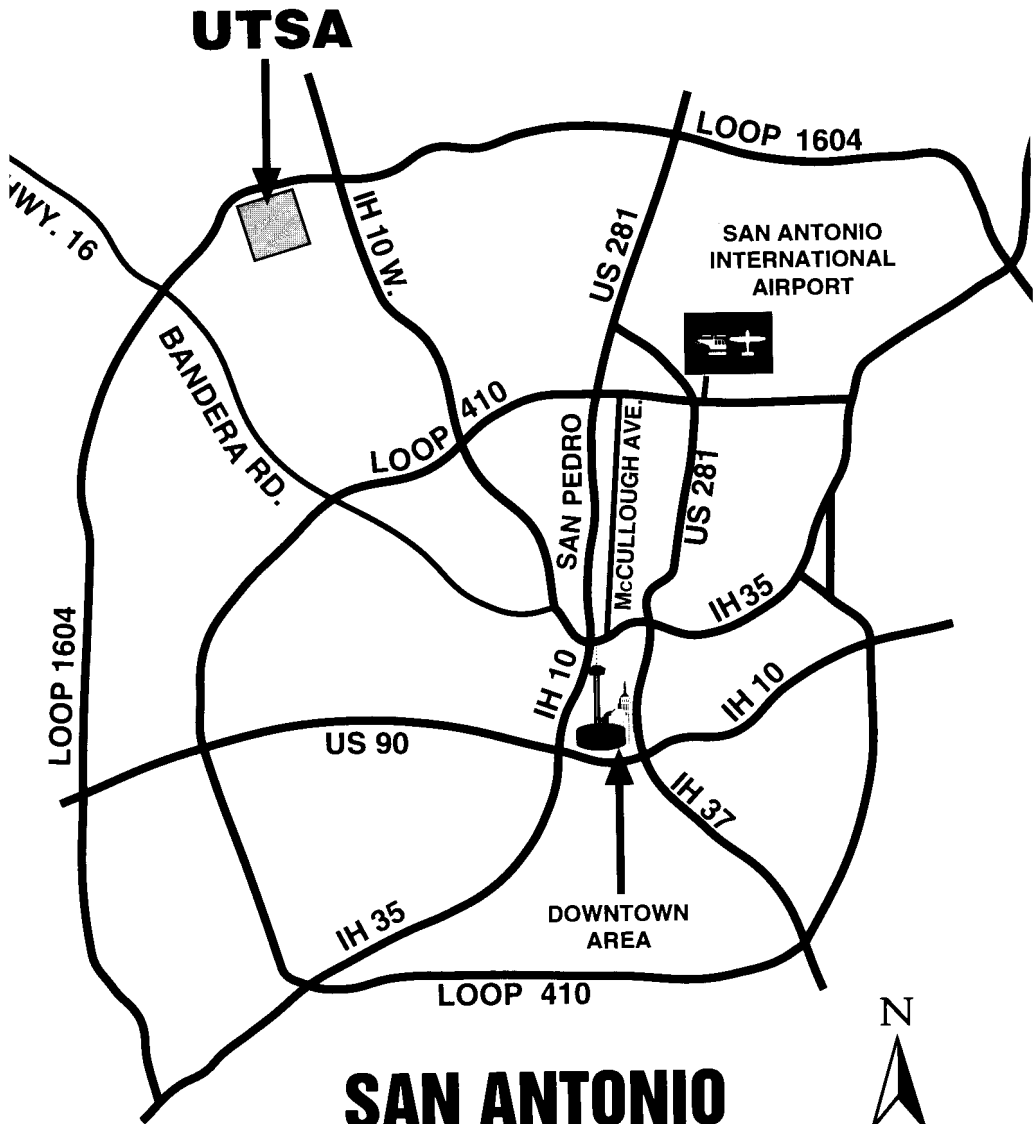 UTSA
LOOP 1604
HWY. 16
IH 10 W.
US 281
SAN ANTONIO
INTERNATIONAL
AIRPORT
BANDERA RD.
LOOP 410
SAN PEDRO
McCULLOUGH AVE.
US 281
IH 35
LOOP 1604
IH 10
IH 10
US 90
IH 37
IH 35
DOWNTOWN
AREA
LOOP 410
N
SAN ANTONIO